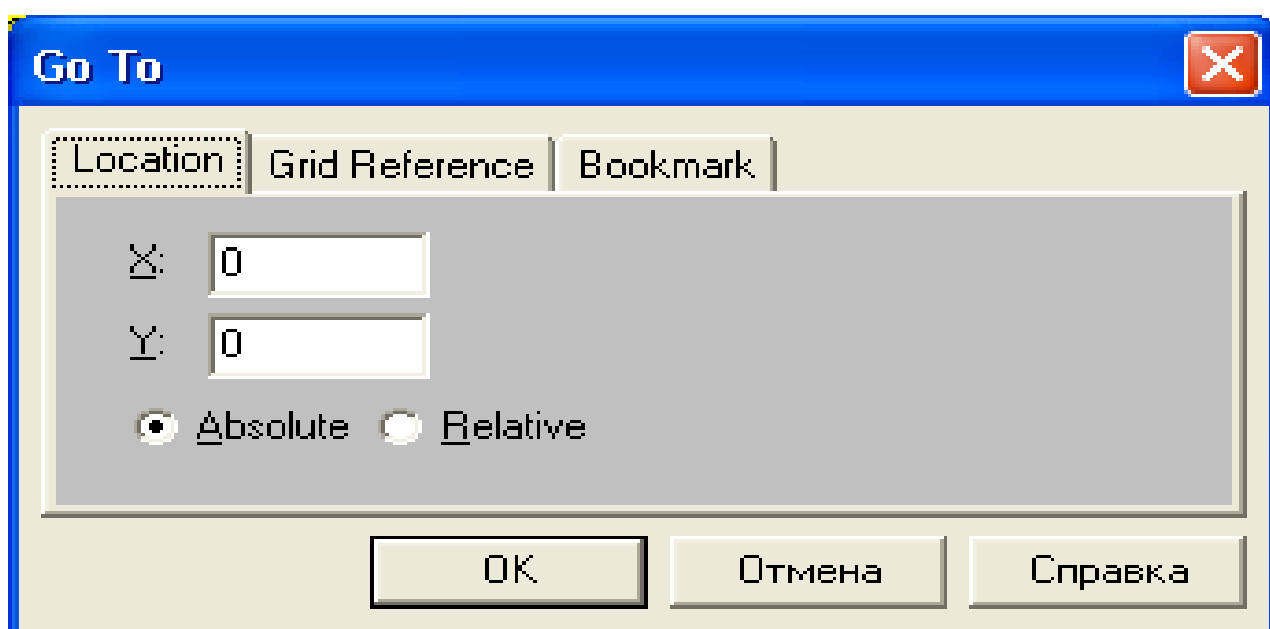 Go To
Location Grid Reference Bookmark
X: 0
Y: 0
Absolute Relative
OK Отмена Справка